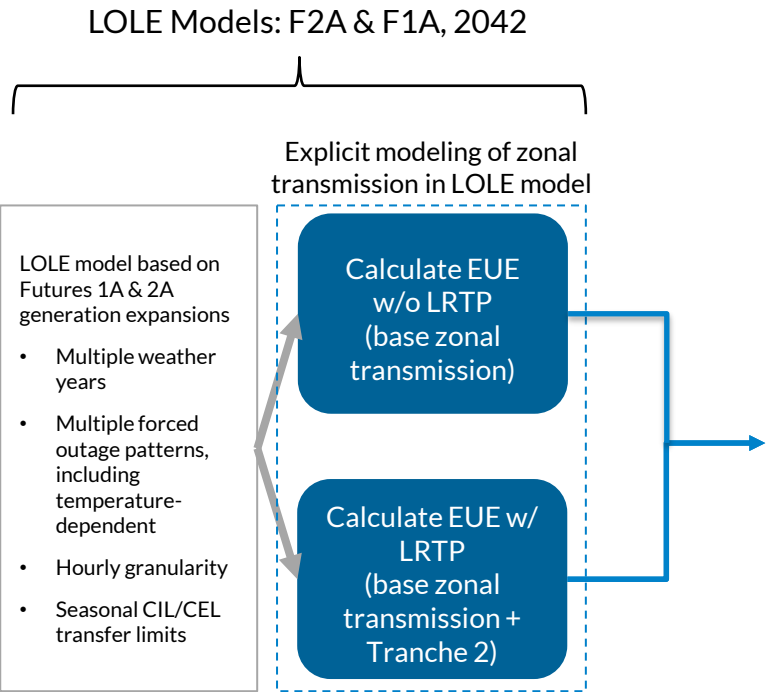 LOLE Models: F2A & F1A, 2042
Explicit modeling of zonal
transmission in LOLE model
LOLE model based on
Futures 1A & 2A
generation expansions
• Multiple weather
years
• Multiple forced
outage patterns,
including
temperature-
dependent
• Hourly granularity
• Seasonal CIL/CEL
transfer limits
Calculate EUE
w/o LRTP
(base zonal
transmission)
Calculate EUE w/
LRTP
(base zonal
transmission +
Tranche 2)